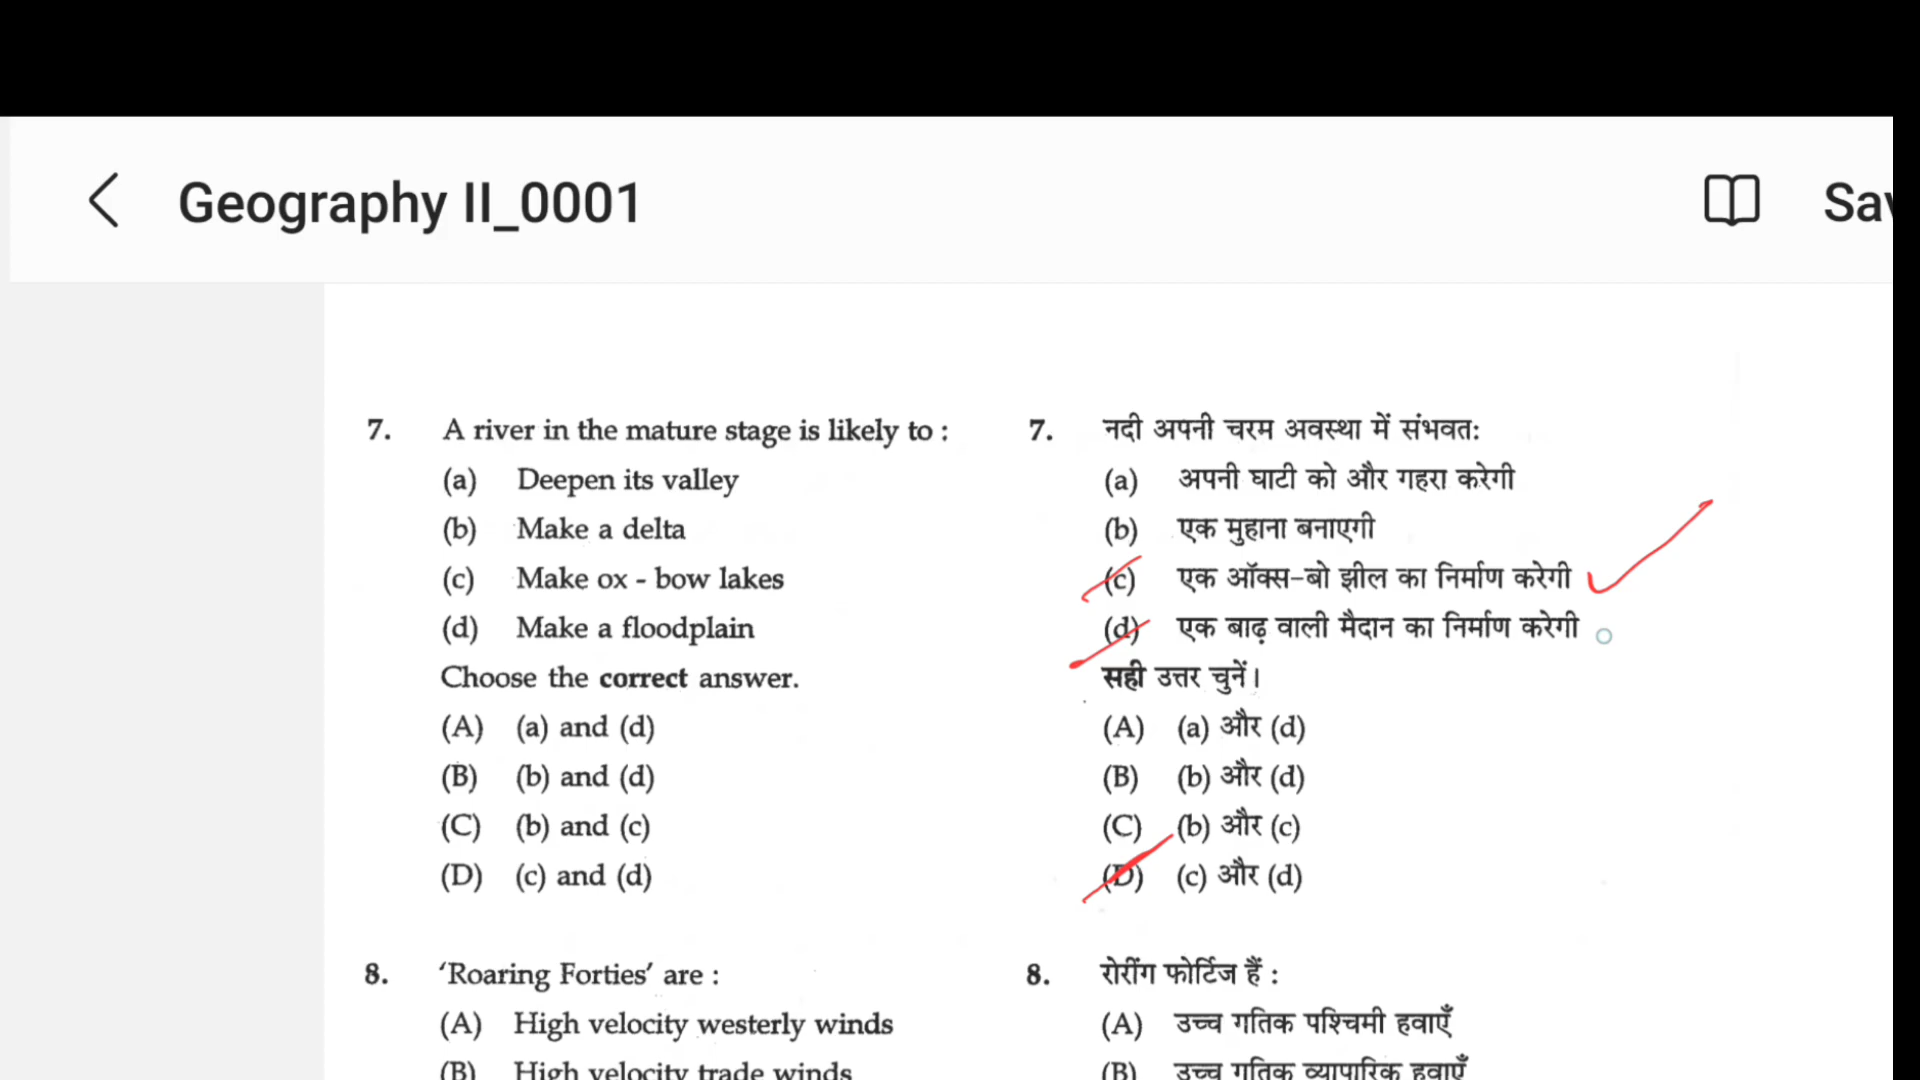 Geography II_0001
Sav
7. A river in the mature stage is likely to :
(a) Deepen its valley
(b) Make a delta
(c) Make ox - bow lakes
(d) Make a floodplain
Choose the correct answer.
(A) (a) and (d)
(B) (b) and (d)
(C) (b) and (c)
(D) (c) and (d)
8. ‘Roaring Forties’ are :
(A) High velocity westerly winds
(B) High velocity trade winds
7. नदी अपनी चरम अवस्था में संभवत:
(a) अपनी घाटी को और गहरा करेगी
(b) एक मुहाना बनाएगी
(c) एक ऑक्स-बो झील का निर्माण करेगी
(d) एक बाढ़ वाली मैदान का निर्माण करेगी
सही उत्तर चुनें।
(A) (a) और (d)
(B) (b) और (d)
(C) (b) और (c)
(D) (c) और (d)
8. रोरींग फोर्टिज हैं :
(A) उच्च गतिक पश्चिमी हवाएँ
(B) उच्च गतिक व्यापारिक हवाएँ